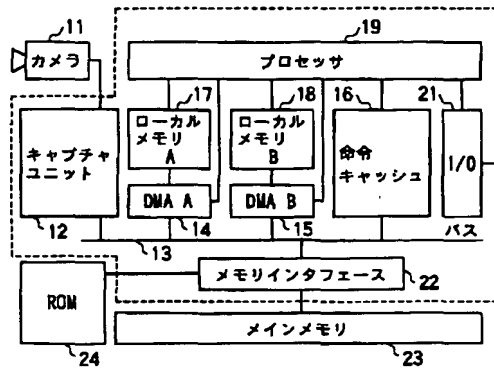 11
カメラ
19
プロセッサ
17
18
16
21
ローカル
メモリ
A
ローカル
メモリ
B
命令
キャッシュ
I/O
キャプチャ
ユニット
DMA A
DMA B
12
14
15
バス
13
メモリインタフェース
22
ROM
メインメモリ
24
23